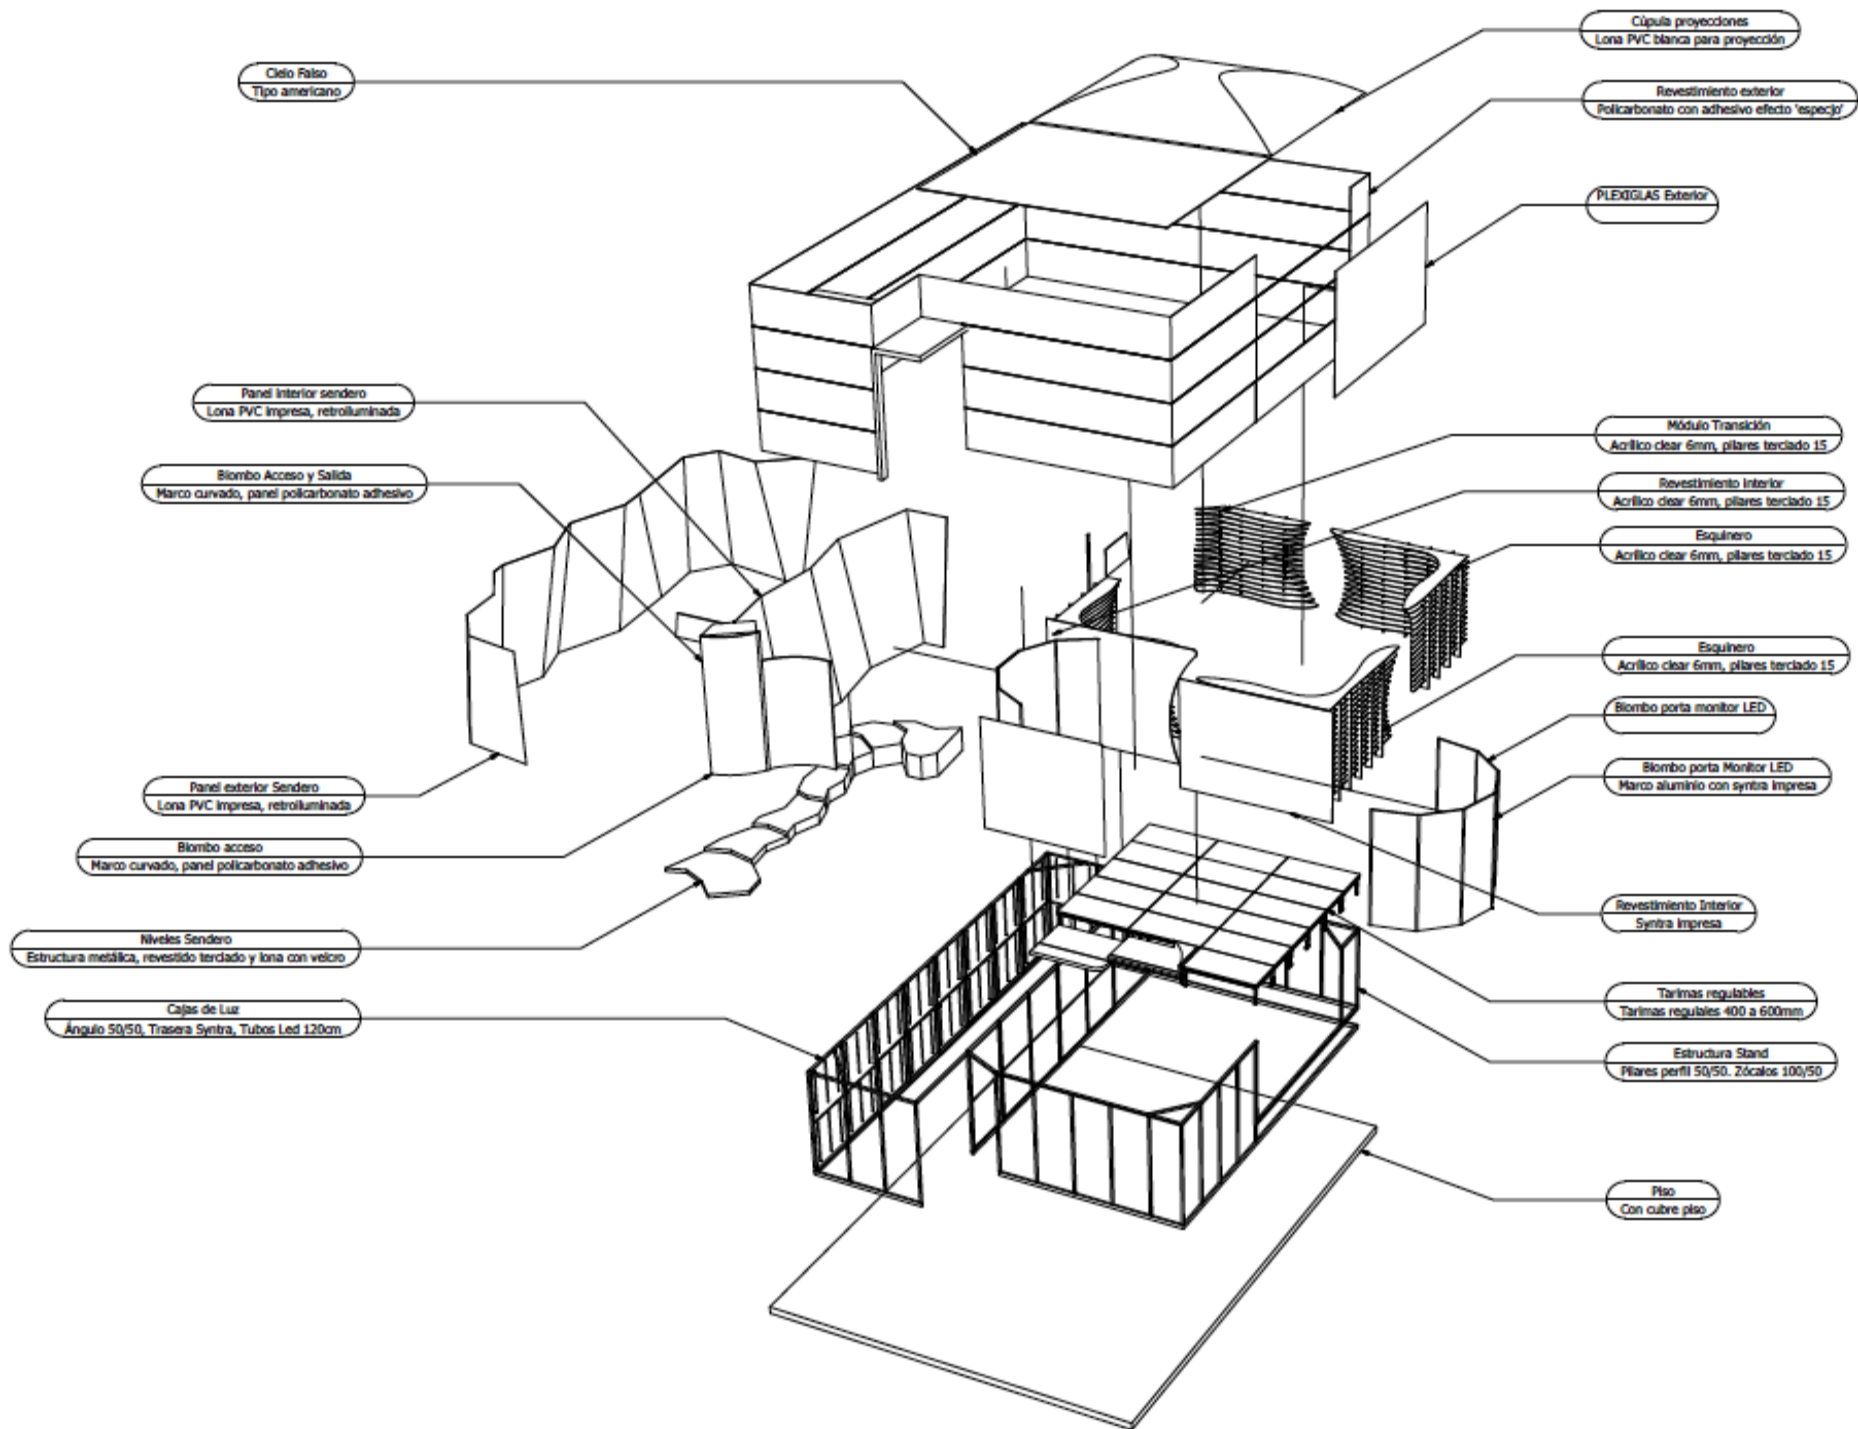 Cielo Falso
Tipo americano
Panel interior sendero
Lona PVC impresa, retroiluminada
Biombo Acceso y Salida
Marco curvado, panel policarbonato adhesivo
Panel exterior Sendero
Lona PVC impresa, retroiluminada
Biombo acceso
Marco curvado, panel policarbonato adhesivo
Niveles Sendero
Estructura metálica, revestido terciado y lona con velcro
Cajas de Luz
Ángulo 50/50, Trasera Syntra, Tubos Led 120cm
Cúpula proyecciones
Lona PVC blanca para proyección
Revestimiento exterior
Policarbonato con adhesivo efecto 'especjo'
PLEXIGLAS Exterior
Módulo Transición
Acrílico clear 6mm, pilares terciado 15
Revestimiento interior
Acrílico clear 6mm, pilares terciado 15
Esquinero
Acrílico clear 6mm, pilares terciado 15
Esquinero
Acrílico clear 6mm, pilares terciado 15
Biombo porta monitor LED
Biombo porta Monitor LED
Marco aluminio con syntra impresa
Revestimiento Interior
Syntra impresa
Tarimas regulables
Tarimas regulales 400 a 600mm
Estructura Stand
Pilares perfil 50/50. Zócalos 100/50
Piso
Con cubre piso